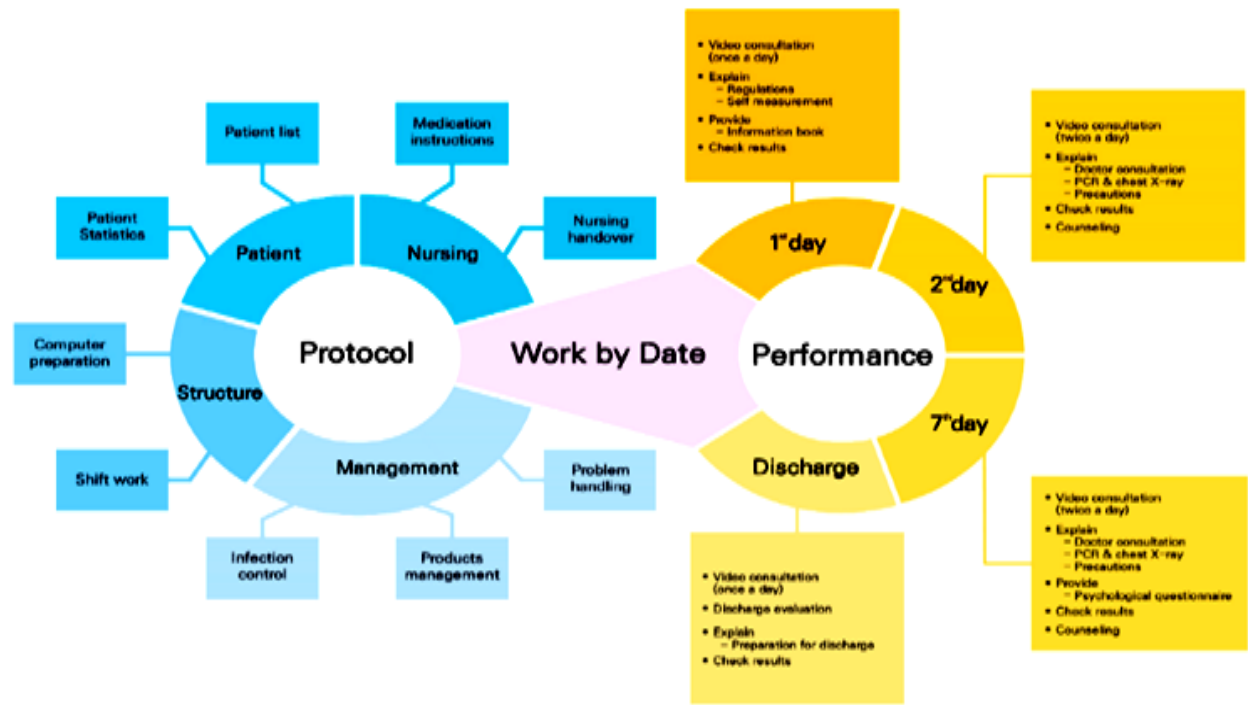 Patient list
Medication
instructions
Patient
Statistics
Nursing
handover
Patient
Nursing
Computer
preparation
Protocol
Structure
Shift work
Management
Problem
handling
Infection
control
Products
management
Work by Date
Performance
1st day
• Video consultation
(once a day)
• Explain
– Regulations
– Self measurement
• Provide
– Information book
• Check results
2nd day
• Video consultation
(twice a day)
• Explain
– Doctor consultation
– PCR & chest X-ray
– Precautions
• Check results
• Counseling
7th day
• Video consultation
(twice a day)
• Explain
– Doctor consultation
– PCR & chest X-ray
– Precautions
• Provide
– Psychological questionnaire
• Check results
• Counseling
Discharge
• Video consultation
(once a day)
• Discharge evaluation
• Explain
– Preparation for discharge
• Check results